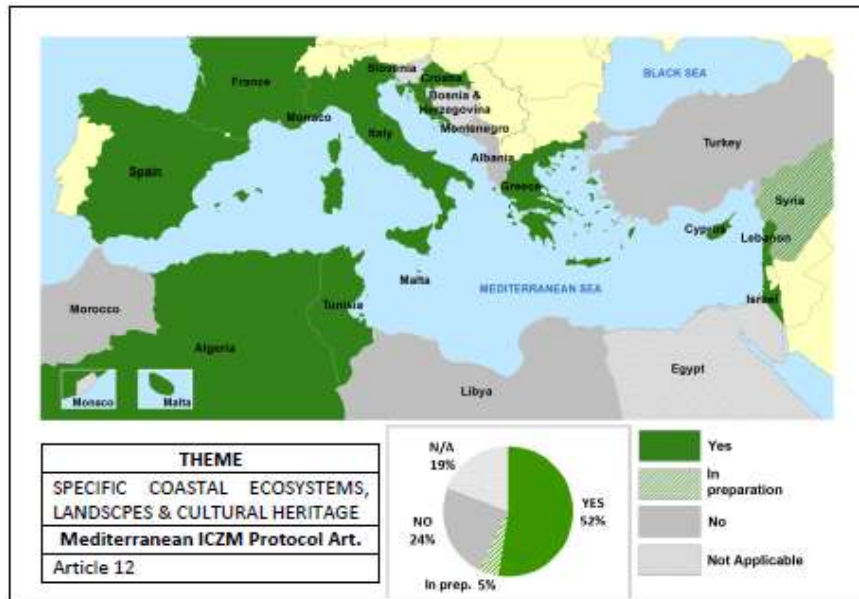 BLACK SEA
Slovenia
Croatia
France
Bosnia &
Herzegovina
Monaco
Italy
Montenegro
Turkey
Albania
Spain
Greece
Syria
Cyprus
Lebanon
Malta
MEDITERRANEAN SEA
Morocco
Tunisia
Israel
Algeria
Egypt
Libya
Monaco
Malta
THEME
SPECIFIC COASTAL ECOSYSTEMS,
LANDSCPES & CULTURAL HERITAGE
Mediterranean ICZM Protocol Art.
Article 12
N/A
19%
YES
52%
NO
24%
In prep. 5%
Yes
In
preparation
No
Not Applicable